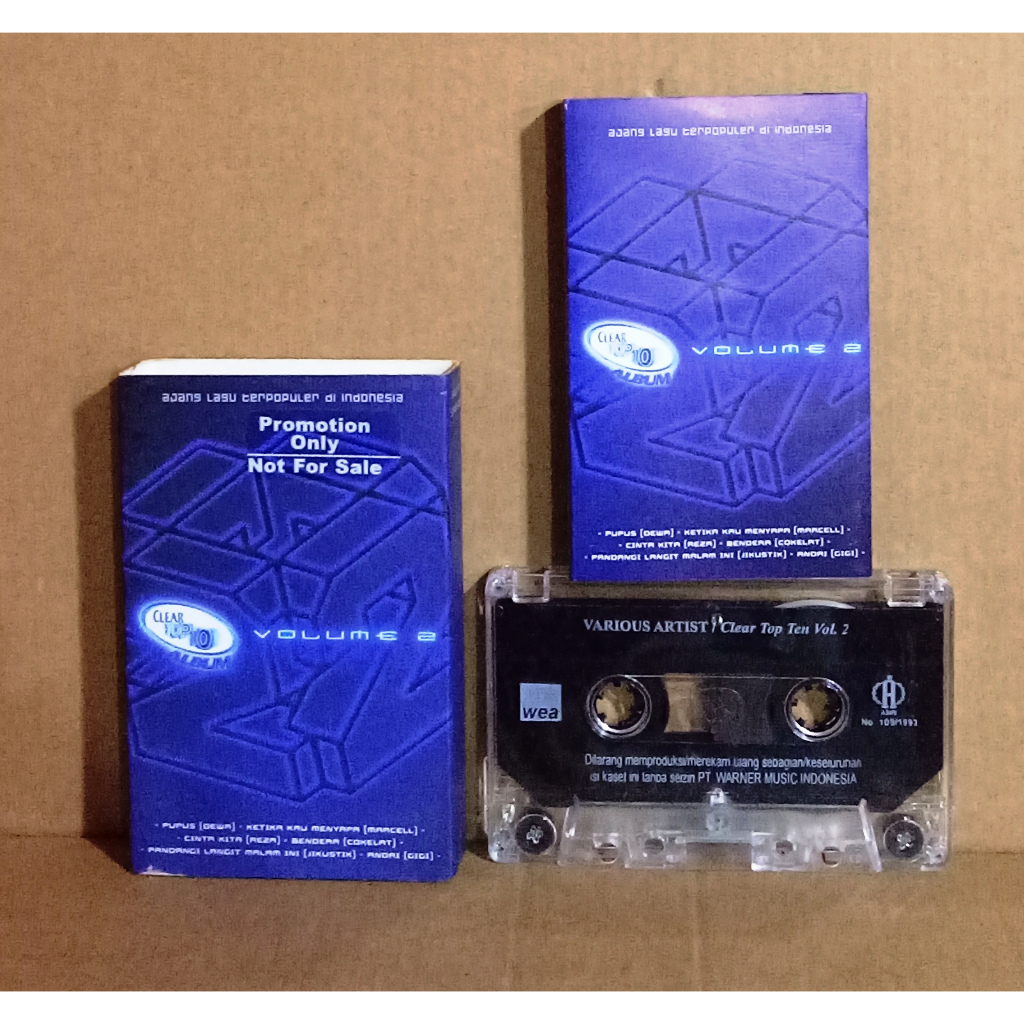 ajang lagu terpopuler di indonesia
Promotion
Only
Not For Sale
CLEAR
TOP 10
ALBUM
VOLUME 2
- PUPUS [DEWA] - KETIKA KAU MENYAPA [MARCELL] -
- CINTA KITA [REZA] - BENDERA [COKELAT] -
- PANDANGI LANGIT MALAM INI [JIKUSTIK] - ANDAI [GIGI] -
ajang lagu terpopuler di indonesia
CLEAR
TOP 10
ALBUM
VOLUME 2
- PUPUS [DEWA] - KETIKA KAU MENYAPA [MARCELL] -
- CINTA KITA [REZA] - BENDERA [COKELAT] -
- PANDANGI LANGIT MALAM INI [JIKUSTIK] - ANDAI [GIGI] -
VARIOUS ARTIST / Clear Top Ten Vol. 2
wea
No 109/1993
Dilarang memproduksi/merekam ulang sebagian/keseluruhan
isi kaset ini tanpa seizin PT. WARNER MUSIC INDONESIA